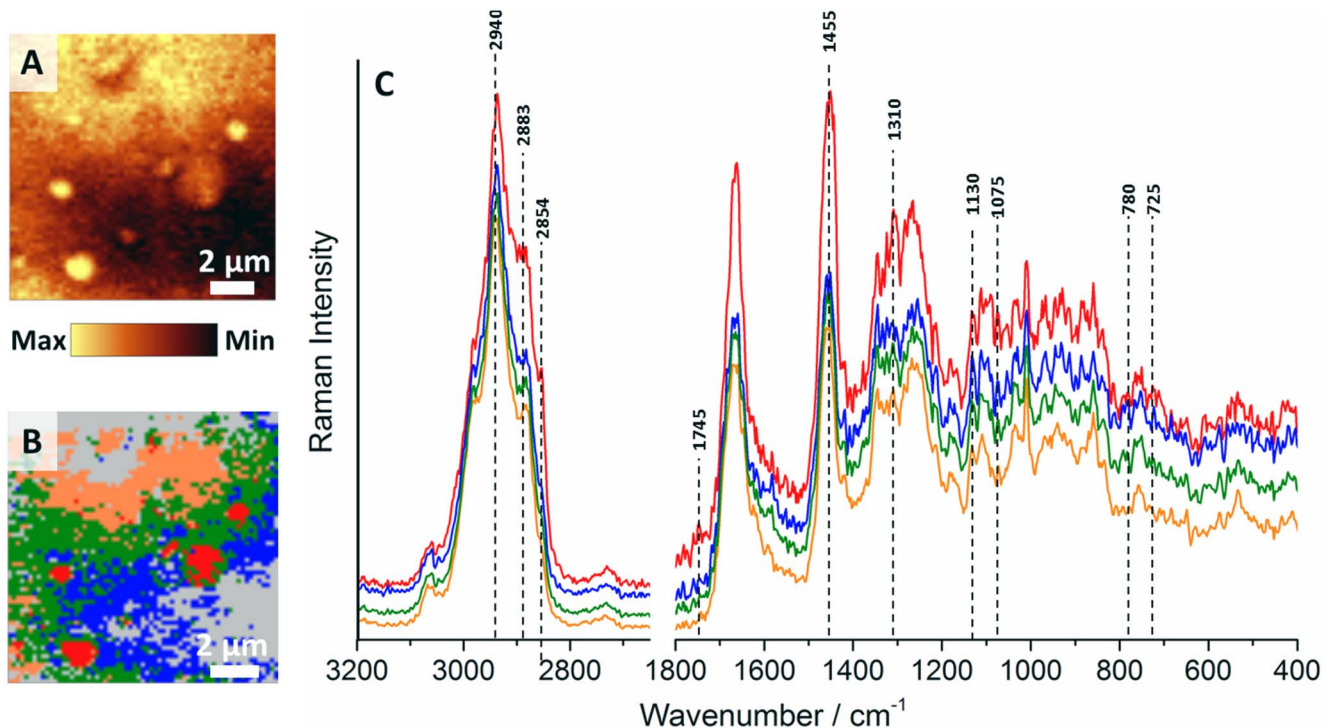 A
2 μm
Max Min
B
2 μm
C
2940
2883
2854
1745
1455
1310
1130
1075
780
725
Raman Intensity
3200 3000 2800 1800 1600 1400 1200 1000 800 600 400
Wavenumber / cm-1